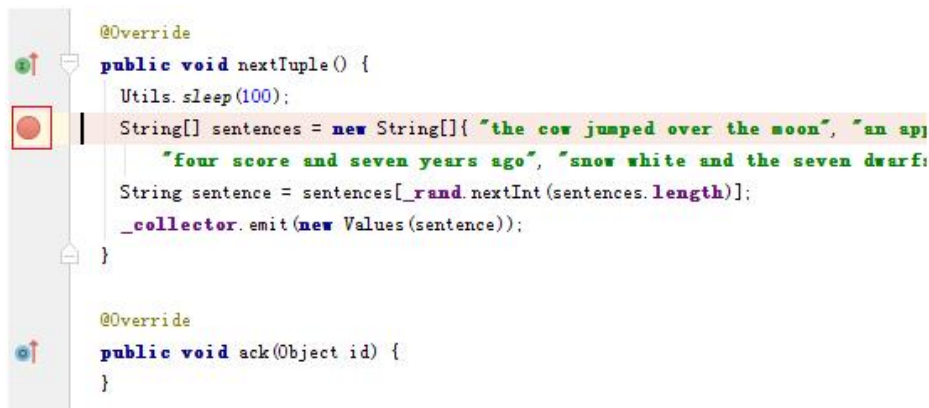 @Override
public void nextTuple() {
Utils.sleep(100);
String[] sentences = new String[]{ "the cow jumped over the moon", "an
"four score and seven years ago", "snow white and the seven dwarfs
String sentence = sentences[_rand.nextInt(sentences.length)];
_collector.emit(new Values(sentence));
}
@Override
public void ack(Object id) {
}